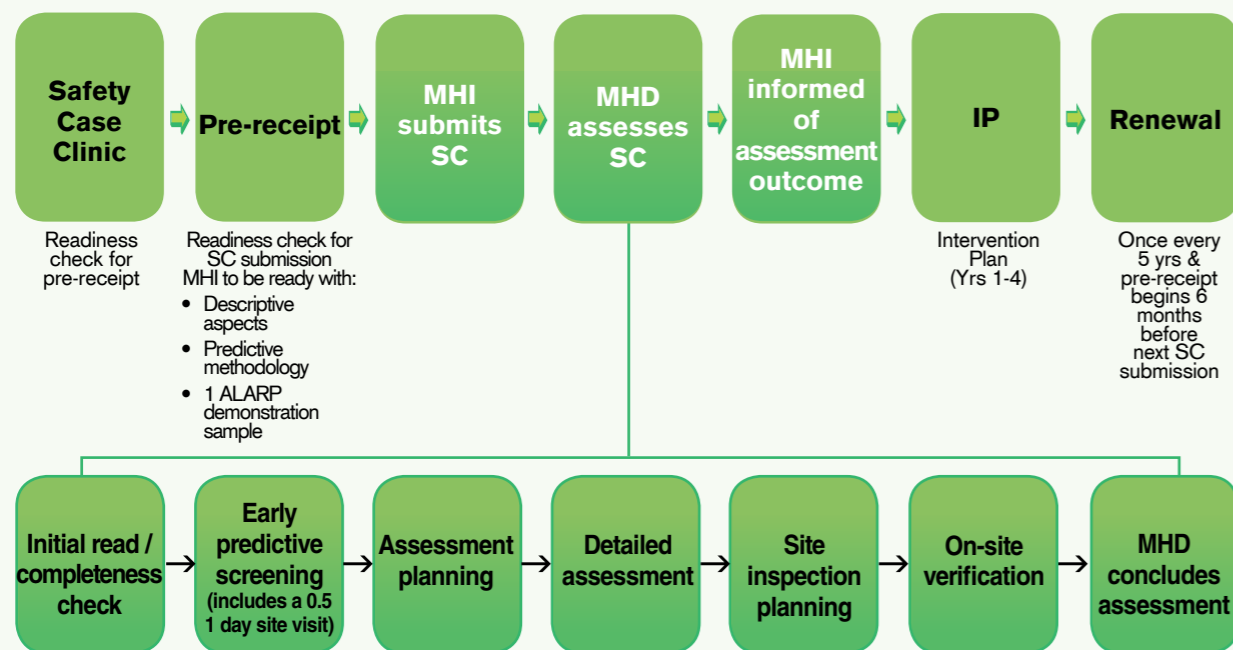 Safety
Case
Clinic
Pre-receipt
MHI
submits
SC
MHD
assesses
SC
MHI
informed
of
assessment
outcome
IP
Renewal
Readiness
check for
pre-receipt
Readiness check for
SC submission
MHI to be ready with:
• Descriptive
aspects
• Predictive
methodology
• 1 ALARP
demonstration
sample
Intervention
Plan
(Yrs 1-4)
Once every
5 yrs &
pre-receipt
begins 6
months
before
next SC
submission
Initial read /
completeness
check
Early
predictive
screening
(includes a 0.5
1 day site visit)
Assessment
planning
Detailed
assessment
Site
inspection
planning
On-site
verification
MHD
concludes
assessment